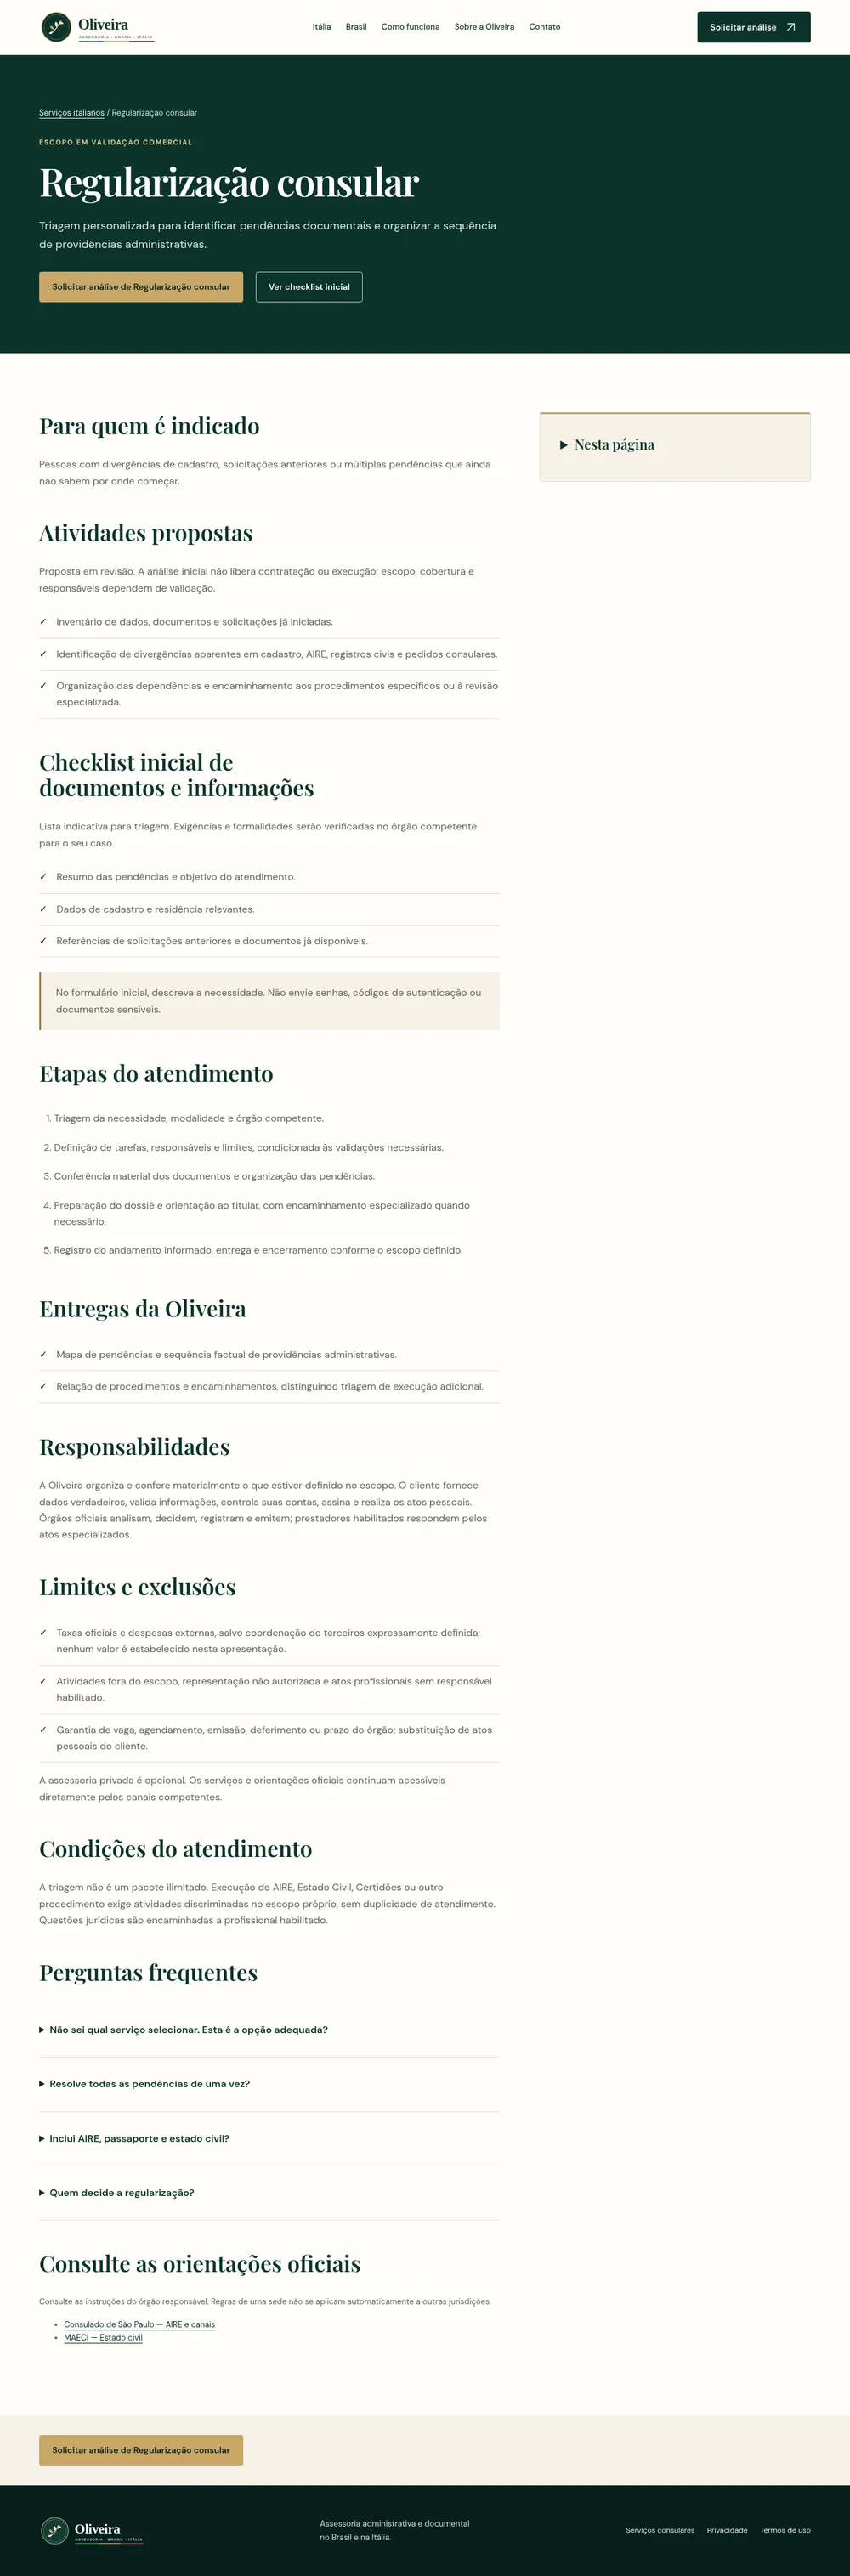 Oliveira
ASSESSORIA • BRASIL • ITÁLIA
Itália
Brasil
Como funciona
Sobre a Oliveira
Contato
Solicitar análise
Serviços italianos / Regularização consular
ESCOPO EM VALIDAÇÃO COMERCIAL
Regularização consular
Triagem personalizada para identificar pendências documentais e organizar a sequência
de providências administrativas.
Solicitar análise de Regularização consular
Ver checklist inicial
Para quem é indicado
Pessoas com divergências de cadastro, solicitações anteriores ou múltiplas pendências que ainda
não sabem por onde começar.
Nesta página
Atividades propostas
Proposta em revisão. A análise inicial não libera contratação ou execução; escopo, cobertura e
responsáveis dependem de validação.
✓ Inventário de dados, documentos e solicitações já iniciadas.
✓ Identificação de divergências aparentes em cadastro, AIRE, registros civis e pedidos consulares.
✓ Organização das dependências e encaminhamento aos procedimentos específicos ou à revisão
especializada.
Checklist inicial de
documentos e informações
Lista indicativa para triagem. Exigências e formalidades serão verificadas no órgão competente
para o seu caso.
✓ Resumo das pendências e objetivo do atendimento.
✓ Dados de cadastro e residência relevantes.
✓ Referências de solicitações anteriores e documentos já disponíveis.
No formulário inicial, descreva a necessidade. Não envie senhas, códigos de autenticação ou
documentos sensíveis.
Etapas do atendimento
1. Triagem da necessidade, modalidade e órgão competente.
2. Definição de tarefas, responsáveis e limites, condicionada às validações necessárias.
3. Conferência material dos documentos e organização das pendências.
4. Preparação do dossiê e orientação ao titular, com encaminhamento especializado quando
necessário.
5. Registro do andamento informado, entrega e encerramento conforme o escopo definido.
Entregas da Oliveira
✓ Mapa de pendências e sequência factual de providências administrativas.
✓ Relação de procedimentos e encaminhamentos, distinguindo triagem de execução adicional.
Responsabilidades
A Oliveira organiza e confere materialmente o que estiver definido no escopo. O cliente fornece
dados verdadeiros, valida informações, controla suas contas, assina e realiza os atos pessoais.
Órgãos oficiais analisam, decidem, registram e emitem; prestadores habilitados respondem pelos
atos especializados.
Limites e exclusões
✓ Taxas oficiais e despesas externas, salvo coordenação de terceiros expressamente definida;
nenhum valor é estabelecido nesta apresentação.
✓ Atividades fora do escopo, representação não autorizada e atos profissionais sem responsável
habilitado.
✓ Garantia de vaga, agendamento, emissão, deferimento ou prazo do órgão; substituição de atos
pessoais do cliente.
A assessoria privada é opcional. Os serviços e orientações oficiais continuam acessíveis
diretamente pelos canais competentes.
Condições do atendimento
A triagem não é um pacote ilimitado. Execução de AIRE, Estado Civil, Certidões ou outro
procedimento exige atividades discriminadas no escopo próprio, sem duplicidade de atendimento.
Questões jurídicas são encaminhadas a profissional habilitado.
Perguntas frequentes
Não sei qual serviço selecionar. Esta é a opção adequada?
Resolve todas as pendências de uma vez?
Inclui AIRE, passaporte e estado civil?
Quem decide a regularização?
Consulte as orientações oficiais
Consulte as instruções do órgão responsável. Regras de uma sede não se aplicam automaticamente a outras jurisdições.
• Consulado de São Paulo — AIRE e canais
• MAECI — Estado civil
Solicitar análise de Regularização consular
Oliveira
ASSESSORIA • BRASIL • ITÁLIA
Assessoria administrativa e documental
no Brasil e na Itália.
Serviços consulares
Privacidade
Termos de uso